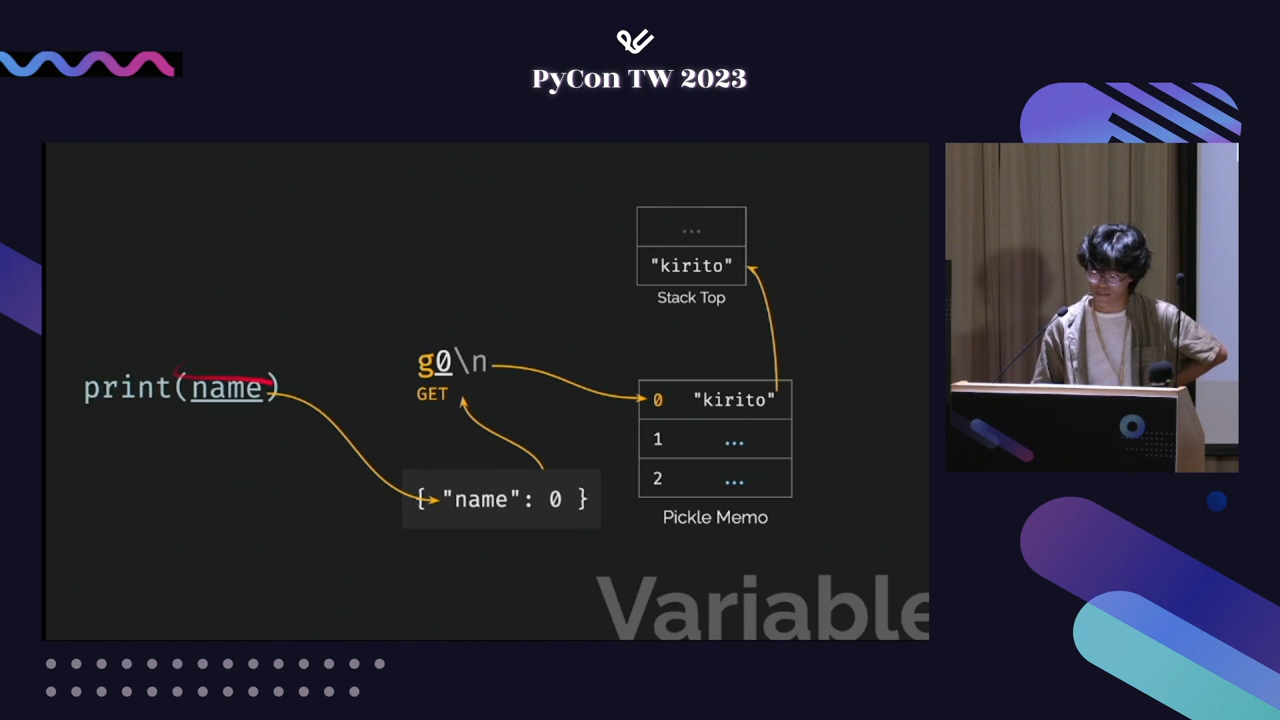 PyCon TW 2023
...
"kirito"
Stack Top
print(name)
g0\n
GET
{ "name": 0 }
0 "kirito"
1 ...
2 ...
Pickle Memo
Variable